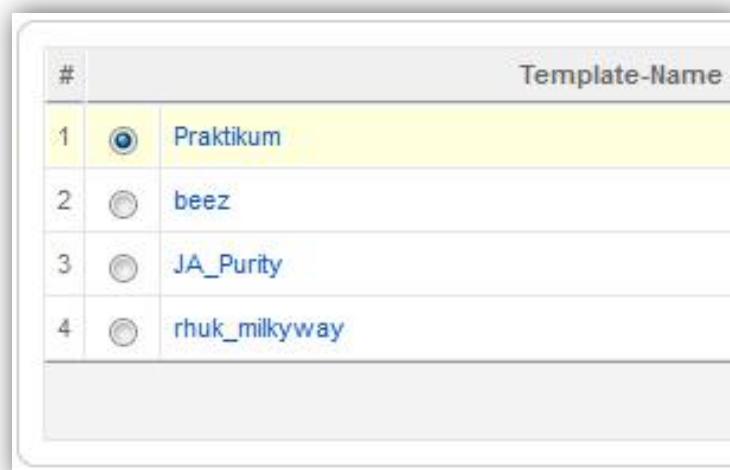 # Template-Name
1 Praktikum
2 beez
3 JA_Purity
4 rhuk_milkyway